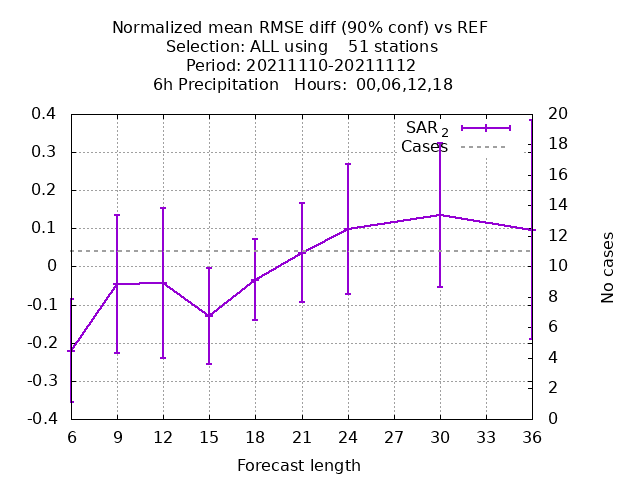 Normalized mean RMSE diff (90% conf) vs REF
Selection: ALL using    51 stations
Period: 20211110-20211112
6h Precipitation   Hours:  00,06,12,18
SAR 2
Cases
0.4
0.3
0.2
0.1
0
-0.1
-0.2
-0.3
-0.4
20
18
16
14
12
10
8
6
4
2
0
No cases
6 9 12 15 18 21 24 27 30 33 36
Forecast length